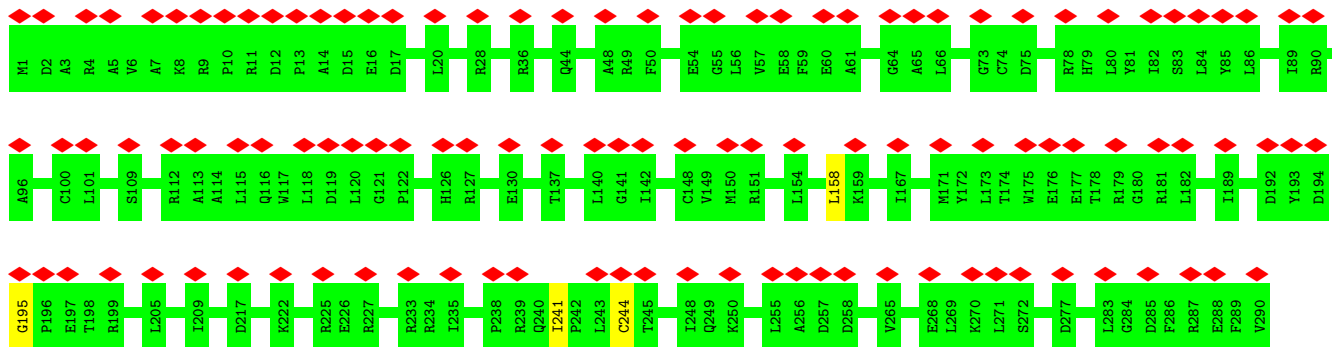 M1 D2 A3 R4 A5 V6 A7 K8 R9 P10 R11 D12 P13 A14 D15 E16 D17 L20 R28 R36 Q44 A48 R49 F50 E54 G55 L56 V57 E58 F59 E60 A61 G64 A65 L66 G73 C74 D75 R78 H79 L80 Y81 I82 S83 L84 Y85 L86 I89 R90
A96 C100 L101 S109 R112 A113 A114 L115 Q116 W117 L118 D119 L120 G121 P122 H126 R127 E130 T137 L140 G141 I142 C148 V149 M150 R151 L154 L158 K159 I167 M171 Y172 L173 T174 W175 E176 E177 T178 R179 G180 R181 L182 I189 D192 Y193 D194
G195 P196 E197 T198 R199 L205 I209 D217 K222 R225 E226 R227 R233 R234 I235 P238 R239 Q240 I241 P242 L243 C244 T245 I248 Q249 K250 L255 A256 D257 D258 V265 E268 L269 K270 L271 S272 D277 L283 G284 D285 F286 R287 E288 F289 V290